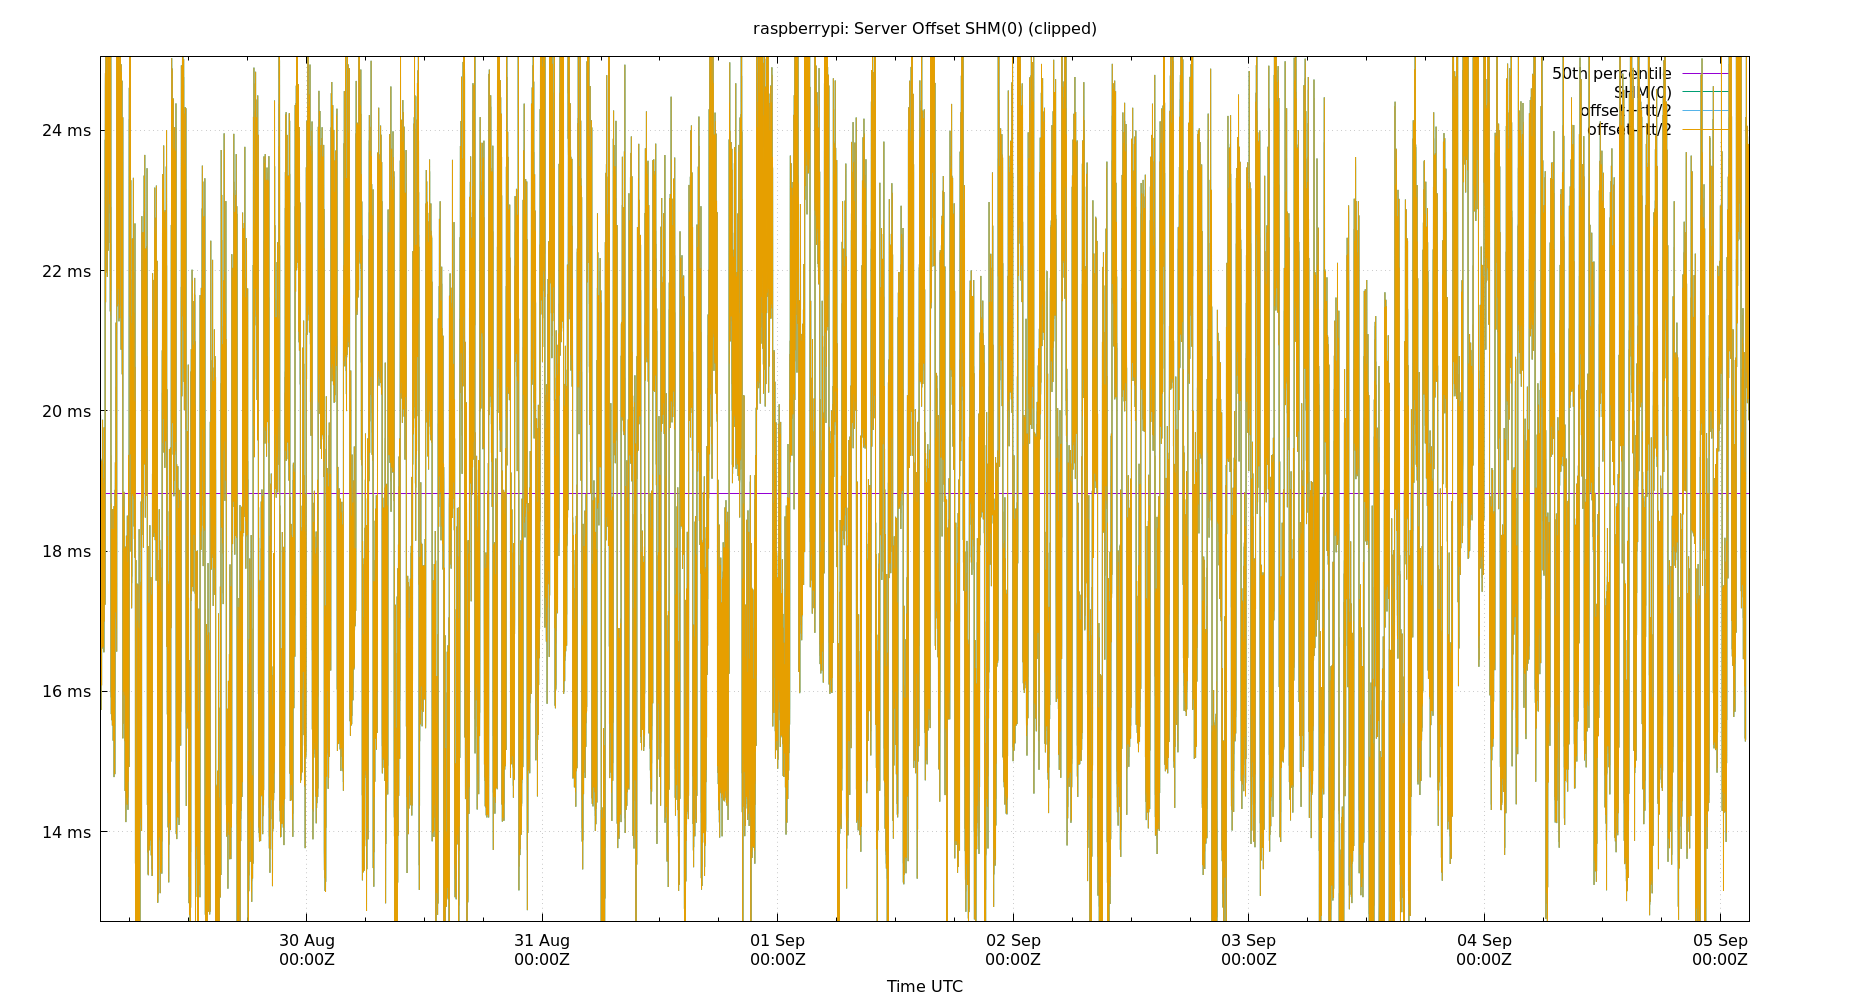 raspberrypi: Server Offset SHM(0) (clipped)
50th percentile
SHM(0)
offset+rtt/2
offset-rtt/2
24 ms
22 ms
20 ms
18 ms
16 ms
14 ms
30 Aug 31 Aug 01 Sep 02 Sep 03 Sep 04 Sep 05 Sep
00:00Z 00:00Z 00:00Z 00:00Z 00:00Z 00:00Z 00:00Z
Time UTC